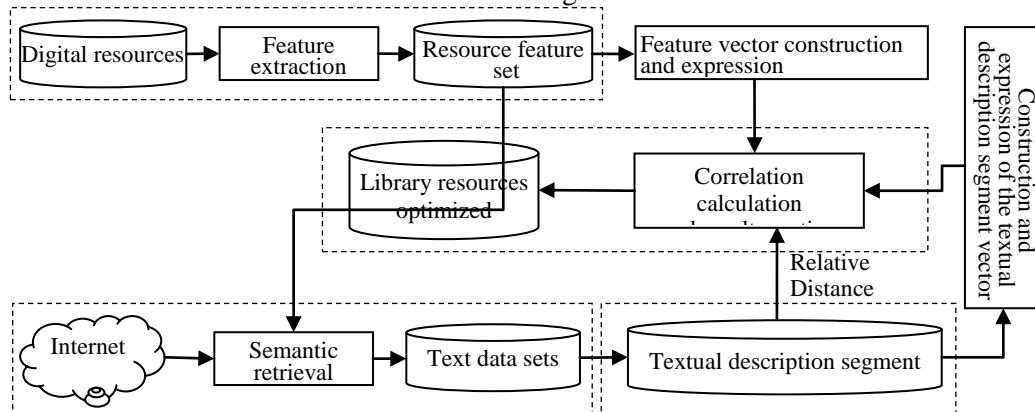 Digital resources
Feature
extraction
Resource feature
set
Feature vector construction
and expression
Construction and
expression of the textual
description segment vector
Library resources
optimized
Correlation
calculation
Relative
Distance
Internet
Semantic
retrieval
Text data sets
Textual description segment